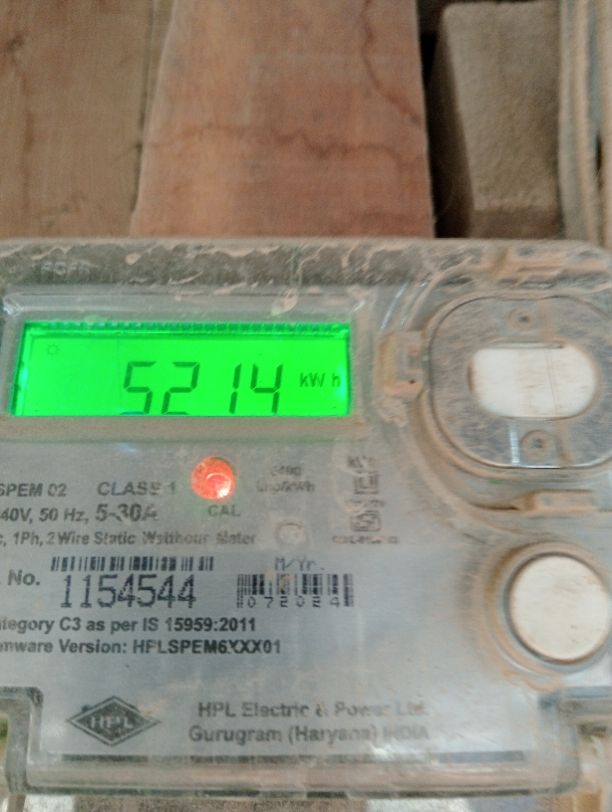 5214 kWh
SPEM 02 CLASS 1
40V, 50 Hz, 5-30A CAL
1Ph, 2 Wire Static Watthour Meter
No. 1154544
M/Yr.
072024
tegory C3 as per IS 15959:2011
mware Version: HPLSPEM6XXX01
HPL
HPL Electric & Power Ltd.
Gurugram (Haryana) INDIA